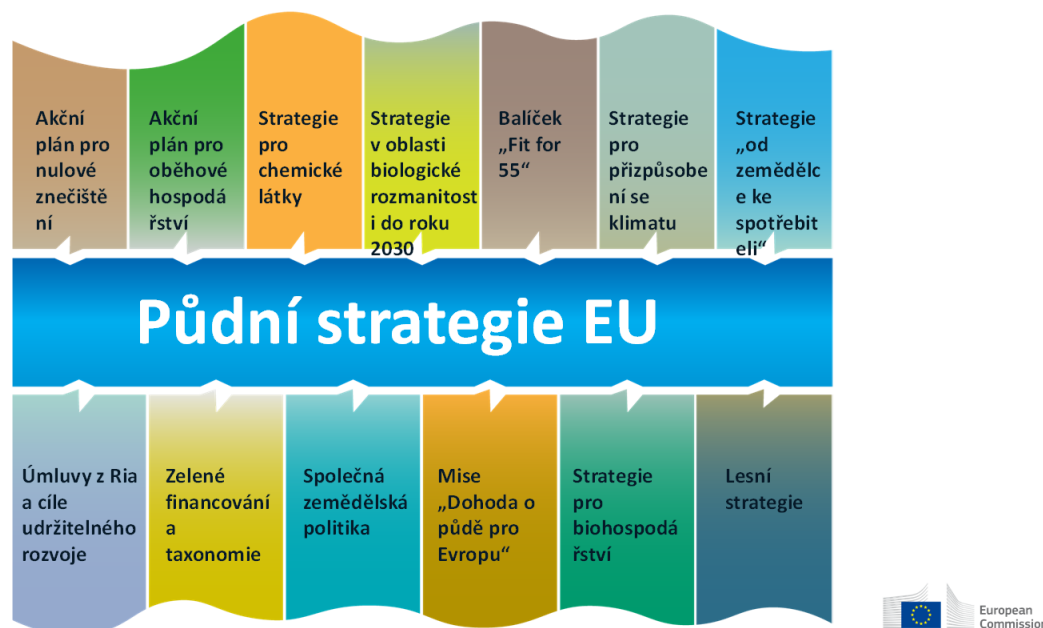 Akční
plán pro
nulové
znečiště
ní
Akční
plán pro
oběhové
hospodá
řství
Strategie
pro
chemické
látky
Strategie
v oblasti
biologické
rozmanitost
i do roku
2030
Balíček
„Fit for
55“
Strategie
pro
přizpůsobe
ní se
klimatu
Strategie
„od
zemědělc
e ke
spotřebit
eli“
Půdní strategie EU
Úmluvy z Ria
a cíle
udržitelného
rozvoje
Zelené
financování
a
taxonomie
Společná
zemědělská
politika
Mise
„Dohoda o
půdě pro
Evropu“
Strategie
pro
biohospodá
řství
Lesní
strategie
European
Commission